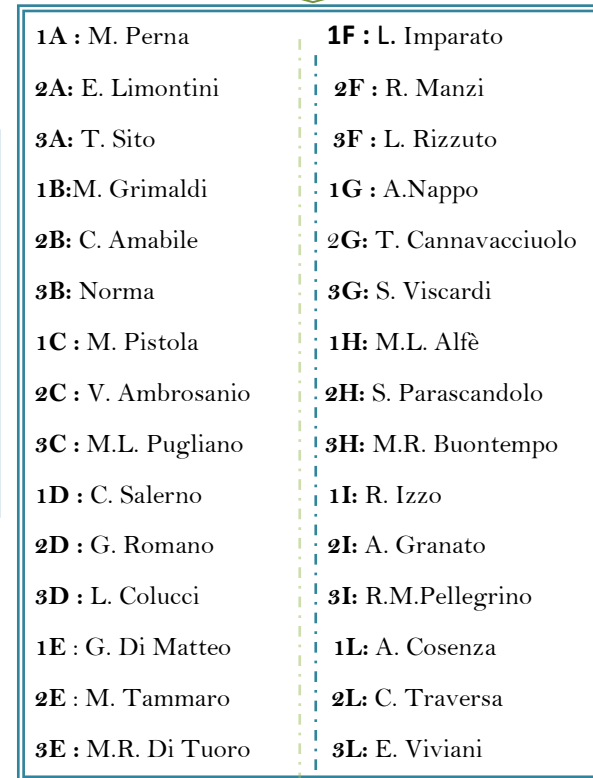 1A : M. Perna
2A: E. Limontini
3A: T. Sito
1B:M. Grimaldi
2B: C. Amabile
3B: Norma
1C : M. Pistola
2C : V. Ambrosanio
3C : M.L. Pugliano
1D : C. Salerno
2D : G. Romano
3D : L. Colucci
1E : G. Di Matteo
2E : M. Tammaro
3E : M.R. Di Tuoro
1F : L. Imparato
2F : R. Manzi
3F : L. Rizzuto
1G : A.Nappo
2G: T. Cannavacciuolo
3G: S. Viscardi
1H: M.L. Alfè
2H: S. Parascandolo
3H: M.R. Buontempo
1I: R. Izzo
2I: A. Granato
3I: R.M.Pellegrino
1L: A. Cosenza
2L: C. Traversa
3L: E. Viviani